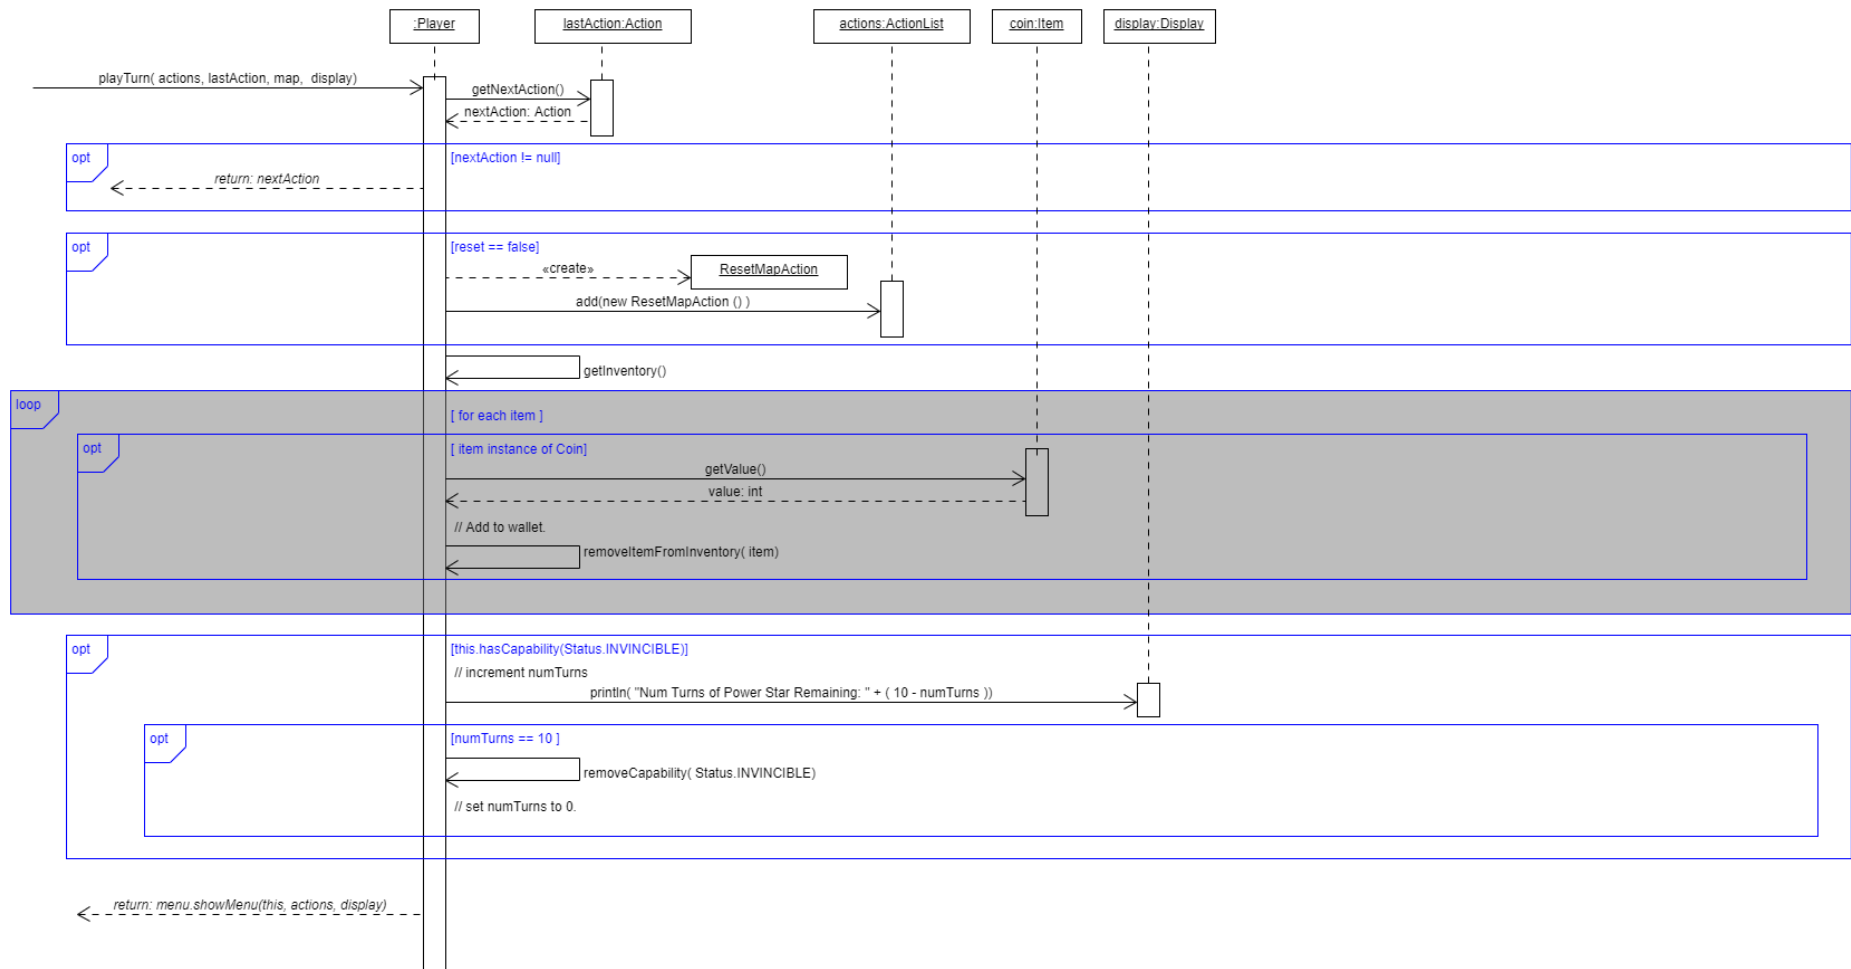 :Player
lastAction:Action
actions:ActionList
coin:Item
display:Display
playTurn( actions, lastAction, map,  display)
getNextAction()
nextAction: Action
opt
[nextAction != null]
return: nextAction
opt
[reset == false]
«create»
ResetMapAction
add(new ResetMapAction () )
getInventory()
loop
[ for each item ]
opt
[ item instance of Coin]
getValue()
value: int
// Add to wallet.
removeItemFromInventory( item)
opt
[this.hasCapability(Status.INVINCIBLE)]
// increment numTurns
println( "Num Turns of Power Star Remaining: " + ( 10 - numTurns ))
opt
[numTurns == 10 ]
removeCapability( Status.INVINCIBLE)
// set numTurns to 0.
return: menu.showMenu(this, actions, display)